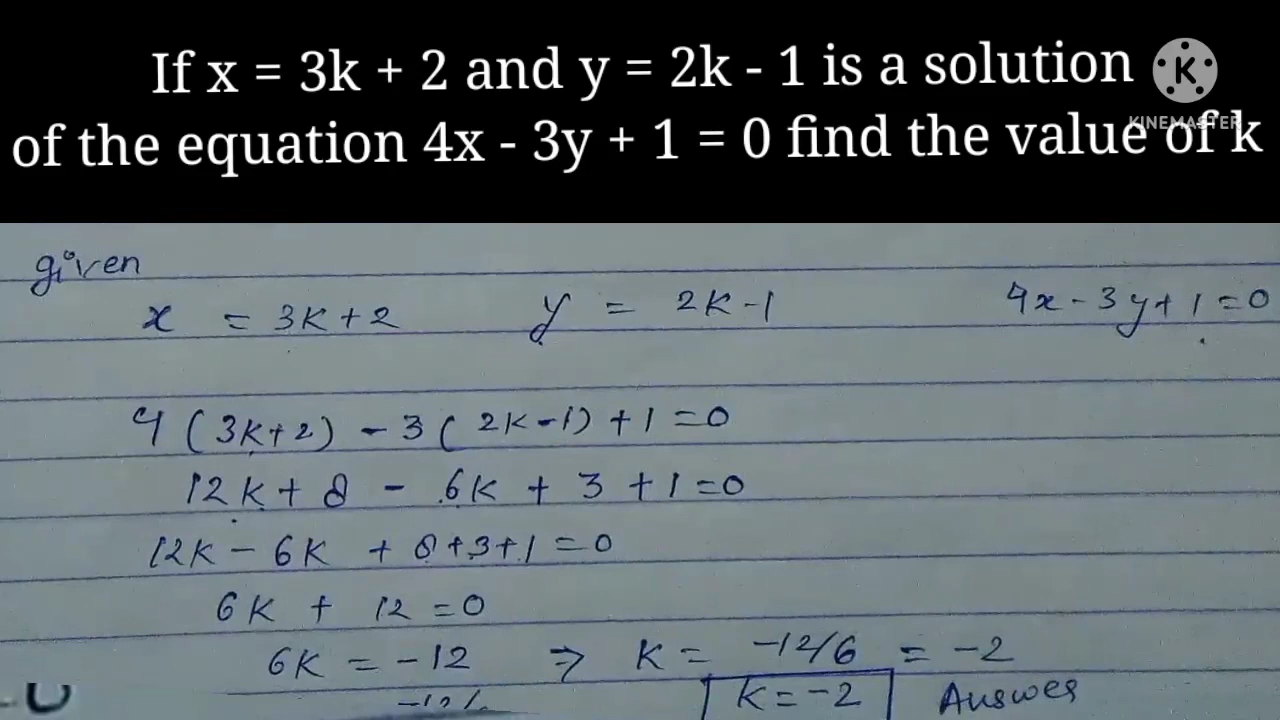 If x = 3k + 2 and y = 2k - 1 is a solution
of the equation 4x - 3y + 1 = 0 find the value of k
K
KINEMASTER
given
x = 3K+2 y = 2K-1 4x-3y+1=0
4(3K+2) - 3(2K-1)+1=0
12K+8 - 6K + 3 +1=0
12K - 6K + 8+3+1=0
6K + 12=0
6K = -12 ⇒ K = -12/6 = -2
K=-2 Answer